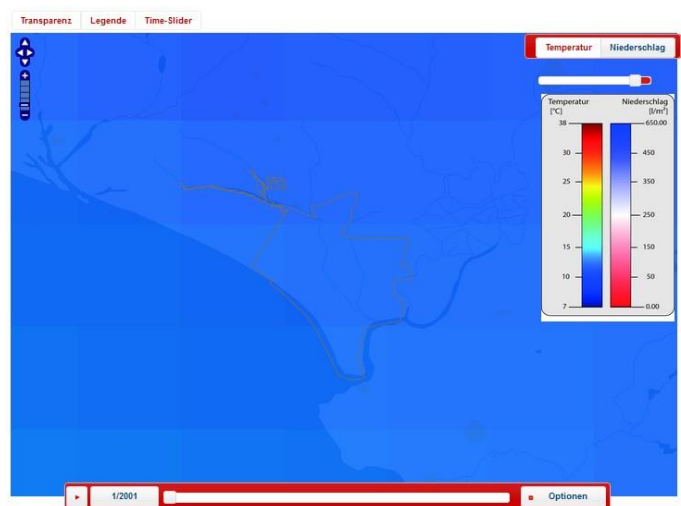 Transparenz Legende Time-Slider
Temperatur Niederschlag
Temperatur Niederschlag
[°C] [l/m²]
38 650.00
30 450
25 350
20 250
15 150
10 50
7 0.00
1/2001 Optionen